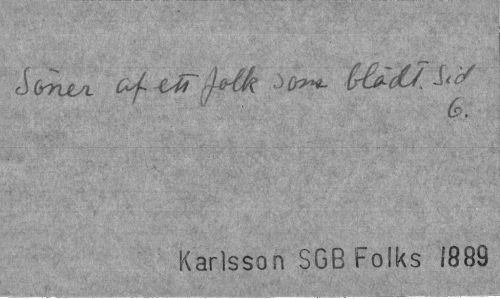 Söner af ett folk som blödt. Sid
6.
Karlsson SGB Folks 1889